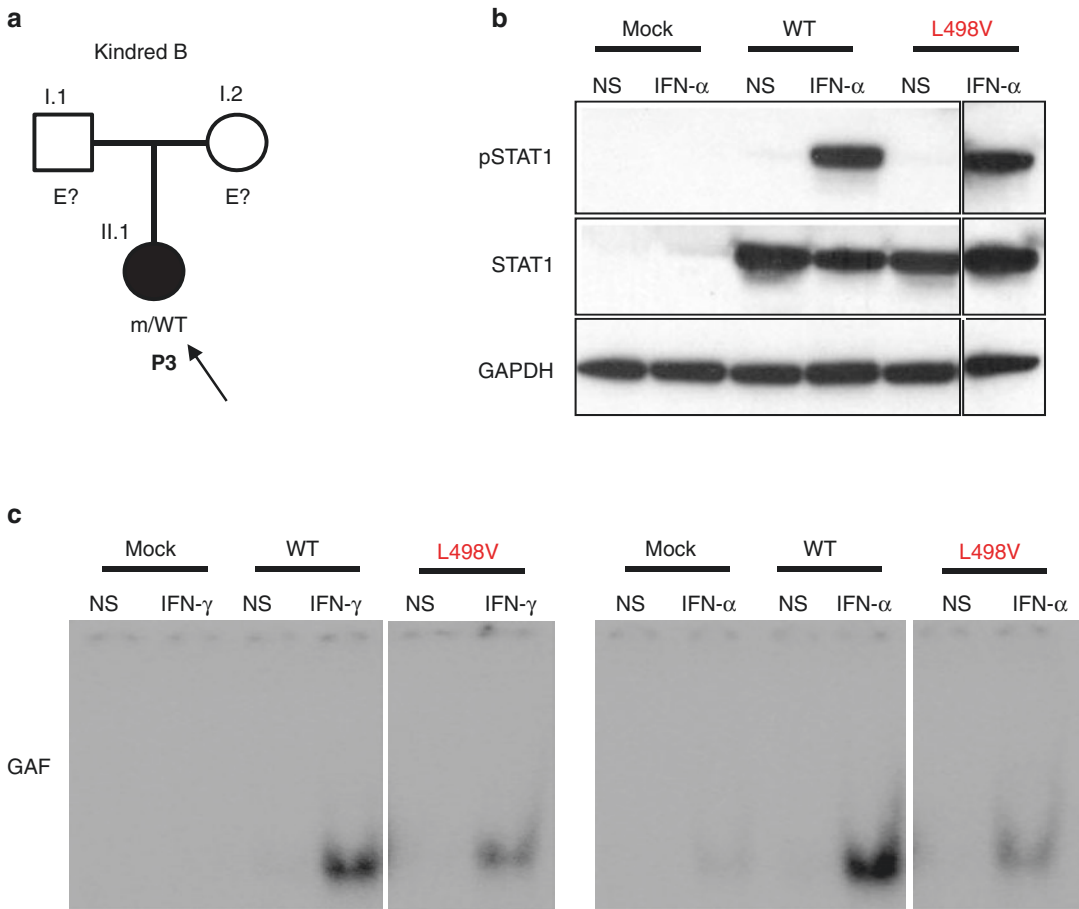 a
Kindred B
I.1
I.2
E?
E?
II.1
m/WT
P3
b
Mock WT L498V
NS IFN-α NS IFN-α NS IFN-α
pSTAT1
STAT1
GAPDH
c
Mock WT L498V Mock WT L498V
NS IFN-γ NS IFN-γ NS IFN-γ NS IFN-α NS IFN-α NS IFN-α
GAF